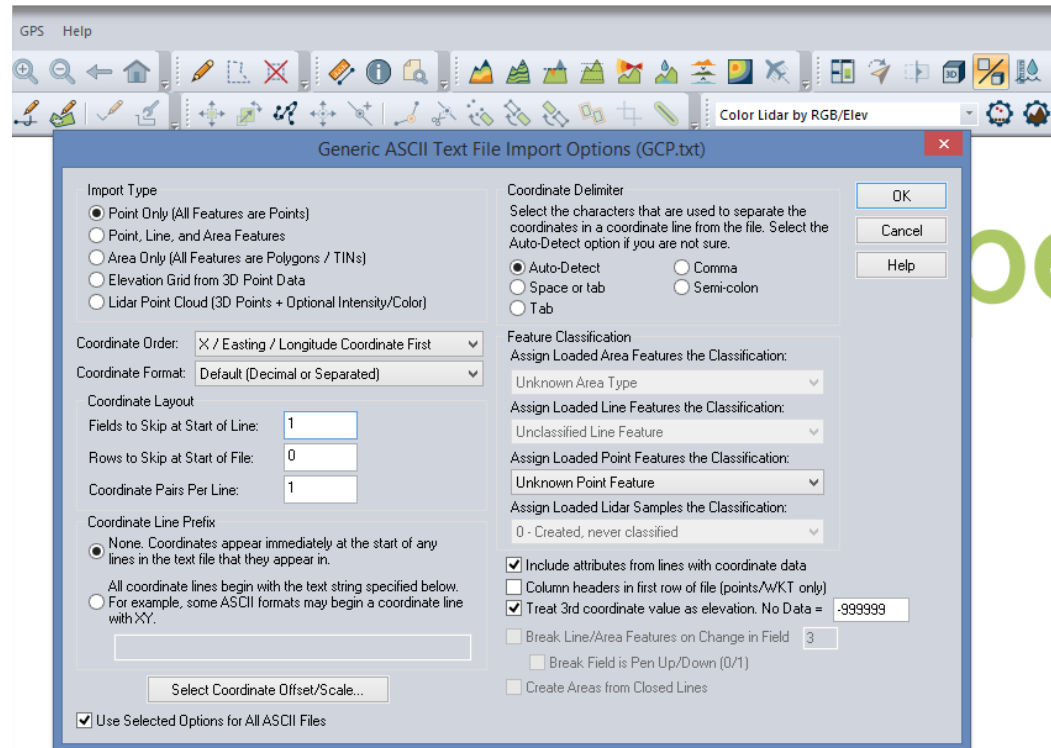 GPS Help
3D
Color Lidar by RGB/Elev
Generic ASCII Text File Import Options (GCP.txt)
Import Type
Point Only (All Features are Points)
Point, Line, and Area Features
Area Only (All Features are Polygons / TINs)
Elevation Grid from 3D Point Data
Lidar Point Cloud (3D Points + Optional Intensity/Color)
Coordinate Order: X / Easting / Longitude Coordinate First
Coordinate Format: Default (Decimal or Separated)
Coordinate Layout
Fields to Skip at Start of Line: 1
Rows to Skip at Start of File: 0
Coordinate Pairs Per Line: 1
Coordinate Line Prefix
None. Coordinates appear immediately at the start of any
lines in the text file that they appear in.
All coordinate lines begin with the text string specified below.
For example, some ASCII formats may begin a coordinate line
with XY.
Select Coordinate Offset/Scale...
Use Selected Options for All ASCII Files
Coordinate Delimiter
Select the characters that are used to separate the
coordinates in a coordinate line from the file. Select the
Auto-Detect option if you are not sure.
Auto-Detect Comma
Space or tab Semi-colon
Tab
Feature Classification
Assign Loaded Area Features the Classification:
Unknown Area Type
Assign Loaded Line Features the Classification:
Unclassified Line Feature
Assign Loaded Point Features the Classification:
Unknown Point Feature
Assign Loaded Lidar Samples the Classification:
0 - Created, never classified
Include attributes from lines with coordinate data
Column headers in first row of file (points/WKT only)
Treat 3rd coordinate value as elevation. No Data = -999999
Break Line/Area Features on Change in Field 3
Break Field is Pen Up/Down (0/1)
Create Areas from Closed Lines
OK
Cancel
Help